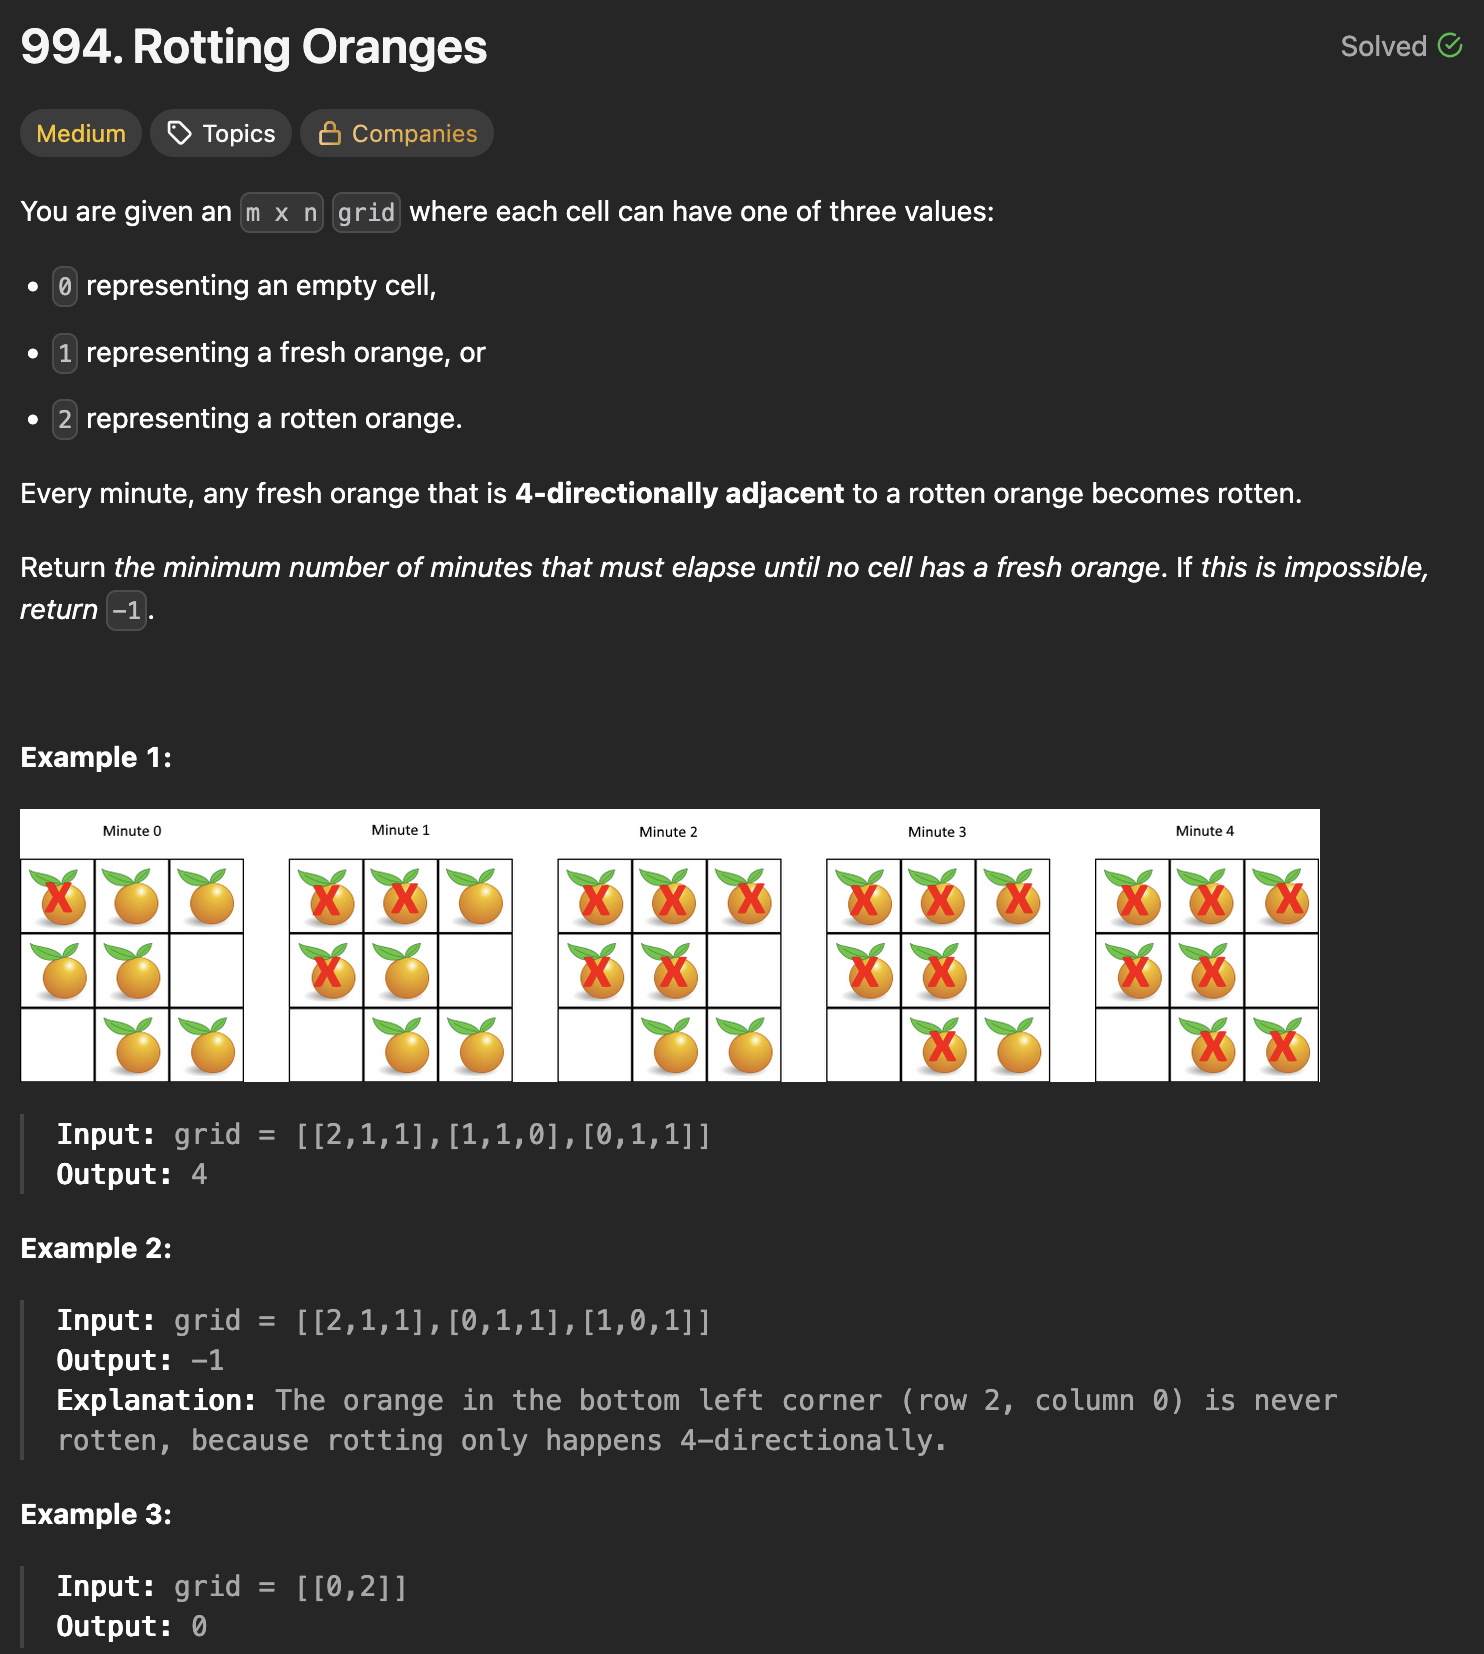 994. Rotting Oranges
Solved
Medium
Topics
Companies
You are given an m x n grid where each cell can have one of three values:
• 0 representing an empty cell,
• 1 representing a fresh orange, or
• 2 representing a rotten orange.
Every minute, any fresh orange that is 4-directionally adjacent to a rotten orange becomes rotten.
Return the minimum number of minutes that must elapse until no cell has a fresh orange. If this is impossible,
return -1.
Example 1:
Minute 0
Minute 1
Minute 2
Minute 3
Minute 4
Input: grid = [[2,1,1],[1,1,0],[0,1,1]]
Output: 4
Example 2:
Input: grid = [[2,1,1],[0,1,1],[1,0,1]]
Output: -1
Explanation: The orange in the bottom left corner (row 2, column 0) is never
rotten, because rotting only happens 4-directionally.
Example 3:
Input: grid = [[0,2]]
Output: 0